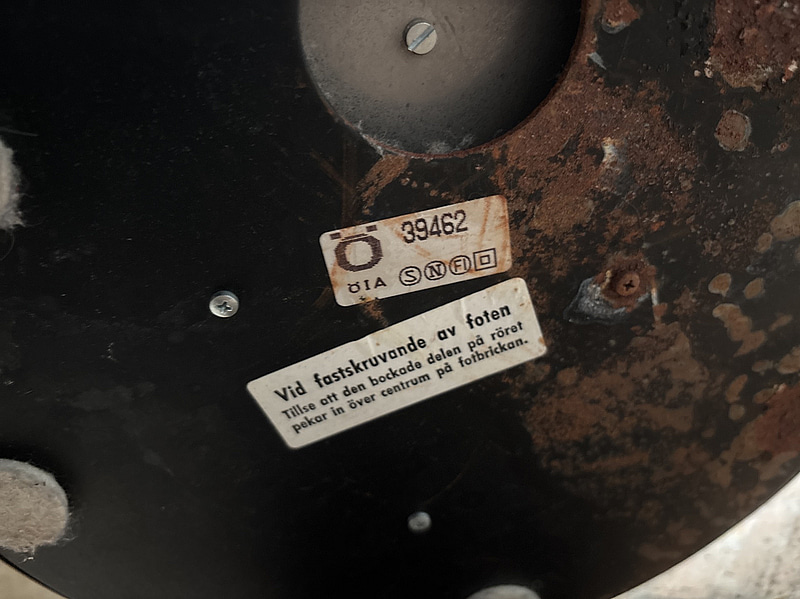 Ö 39462
ÖIA S N FI
Vid fastskruvande av foten
Tillse att den bockade delen på röret
pekar in över centrum på fotbrickan.